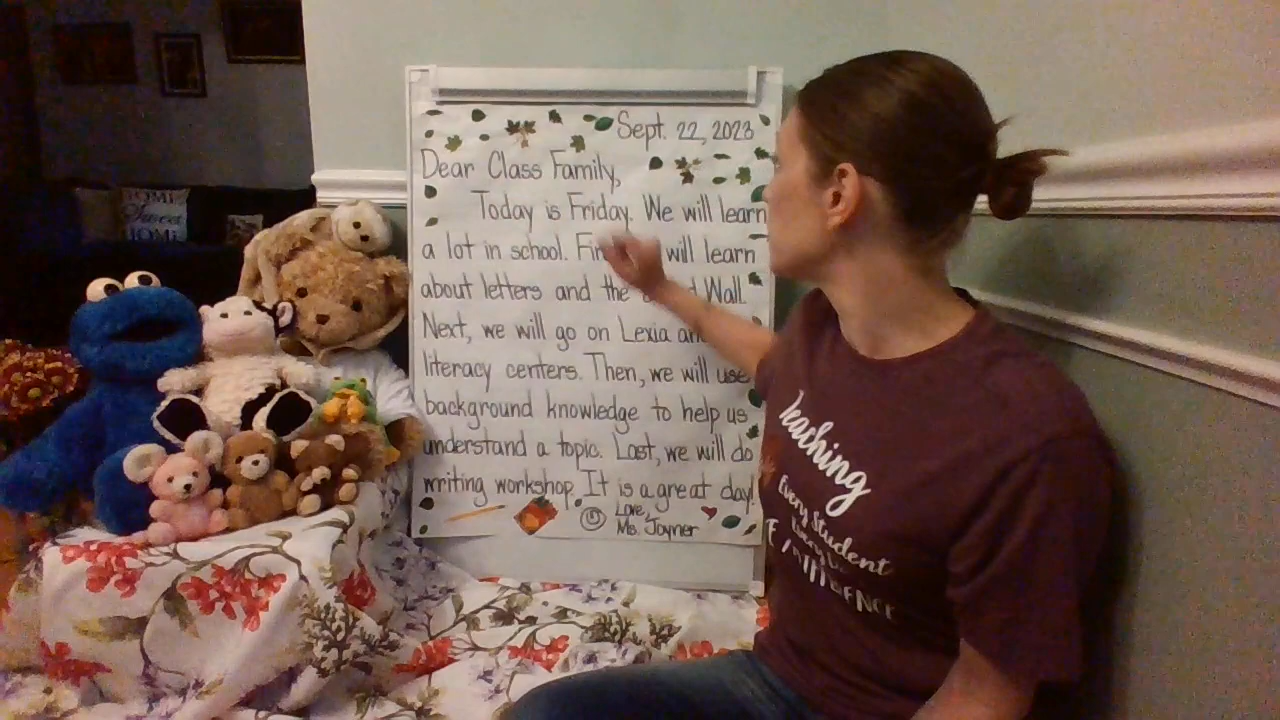 Sept. 22, 2023
Dear Class Family,
Today is Friday. We will learn
a lot in school. will learn
about letters and the Wall.
Next, we will go on Lexia
literacy centers. Then, we will use
background knowledge to help us
understand a topic. Last, we will do
writing workshop. It is a great day!
Love,
Ms. Joyner
HOME
Sweet
HOME
Teaching
Every Student